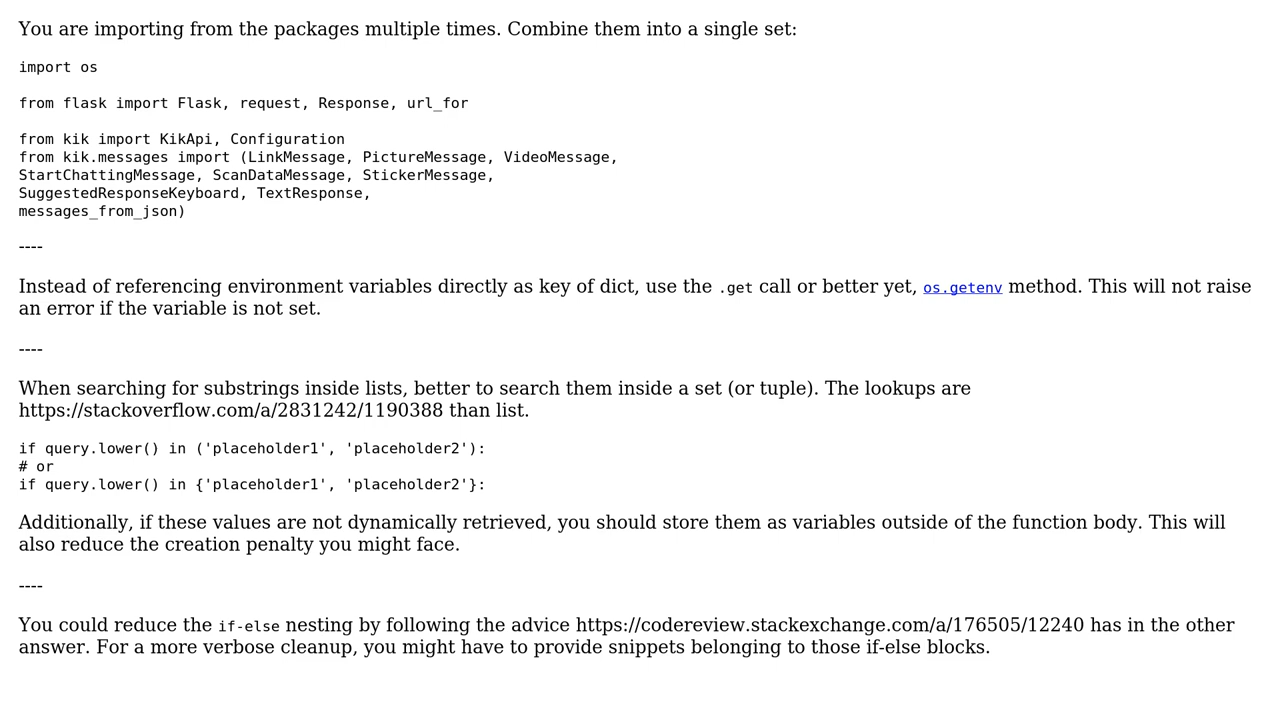 You are importing from the packages multiple times. Combine them into a single set:
import os
from flask import Flask, request, Response, url_for
from kik import KikApi, Configuration
from kik.messages import (LinkMessage, PictureMessage, VideoMessage,
StartChattingMessage, ScanDataMessage, StickerMessage,
SuggestedResponseKeyboard, TextResponse,
messages_from_json)
----
Instead of referencing environment variables directly as key of dict, use the .get call or better yet, os.getenv method. This will not raise
an error if the variable is not set.
----
When searching for substrings inside lists, better to search them inside a set (or tuple). The lookups are
https://stackoverflow.com/a/2831242/1190388 than list.
if query.lower() in ('placeholder1', 'placeholder2'):
# or
if query.lower() in {'placeholder1', 'placeholder2'}:
Additionally, if these values are not dynamically retrieved, you should store them as variables outside of the function body. This will
also reduce the creation penalty you might face.
----
You could reduce the if-else nesting by following the advice https://codereview.stackexchange.com/a/176505/12240 has in the other
answer. For a more verbose cleanup, you might have to provide snippets belonging to those if-else blocks.